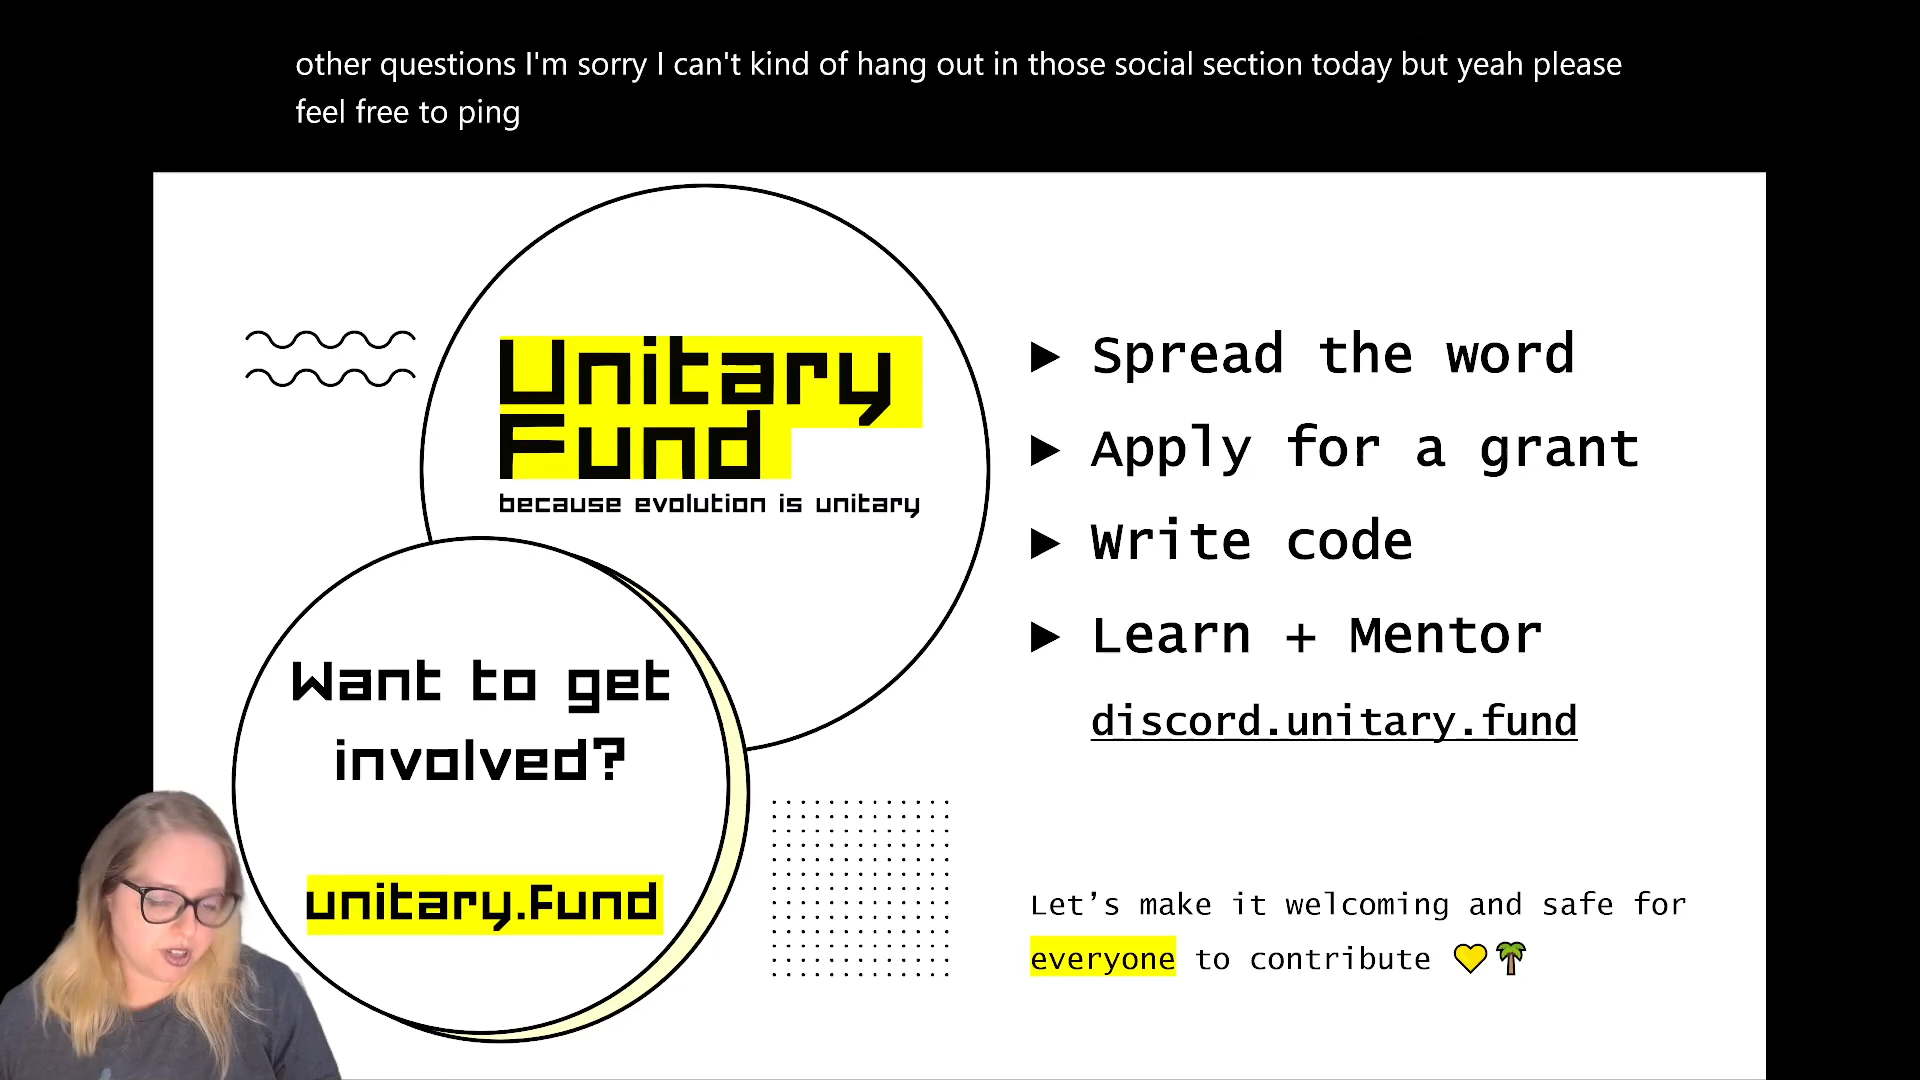 other questions I'm sorry I can't kind of hang out in those social section today but yeah please
feel free to ping
Unitary
Fund
because evolution is unitary
Want to get
involved?
unitary.fund
► Spread the word
► Apply for a grant
► Write code
► Learn + Mentor
discord.unitary.fund
Let’s make it welcoming and safe for
everyone to contribute 💛🌴